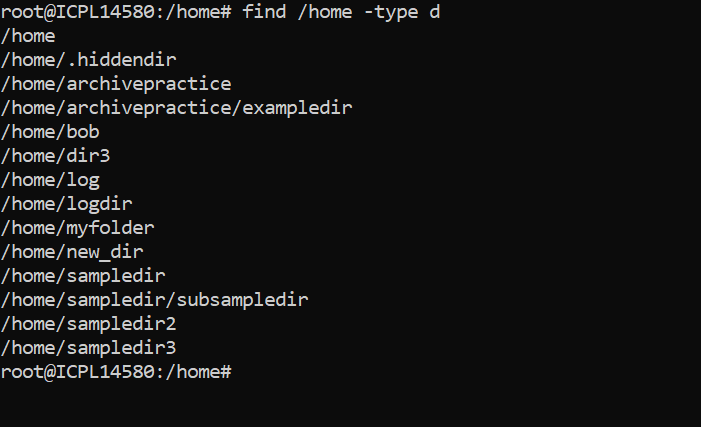 root@ICPL14580:/home# find /home -type d
/home
/home/.hiddendir
/home/archivepractice
/home/archivepractice/exampledir
/home/bob
/home/dir3
/home/log
/home/logdir
/home/myfolder
/home/new_dir
/home/sampledir
/home/sampledir/subsampledir
/home/sampledir2
/home/sampledir3
root@ICPL14580:/home#